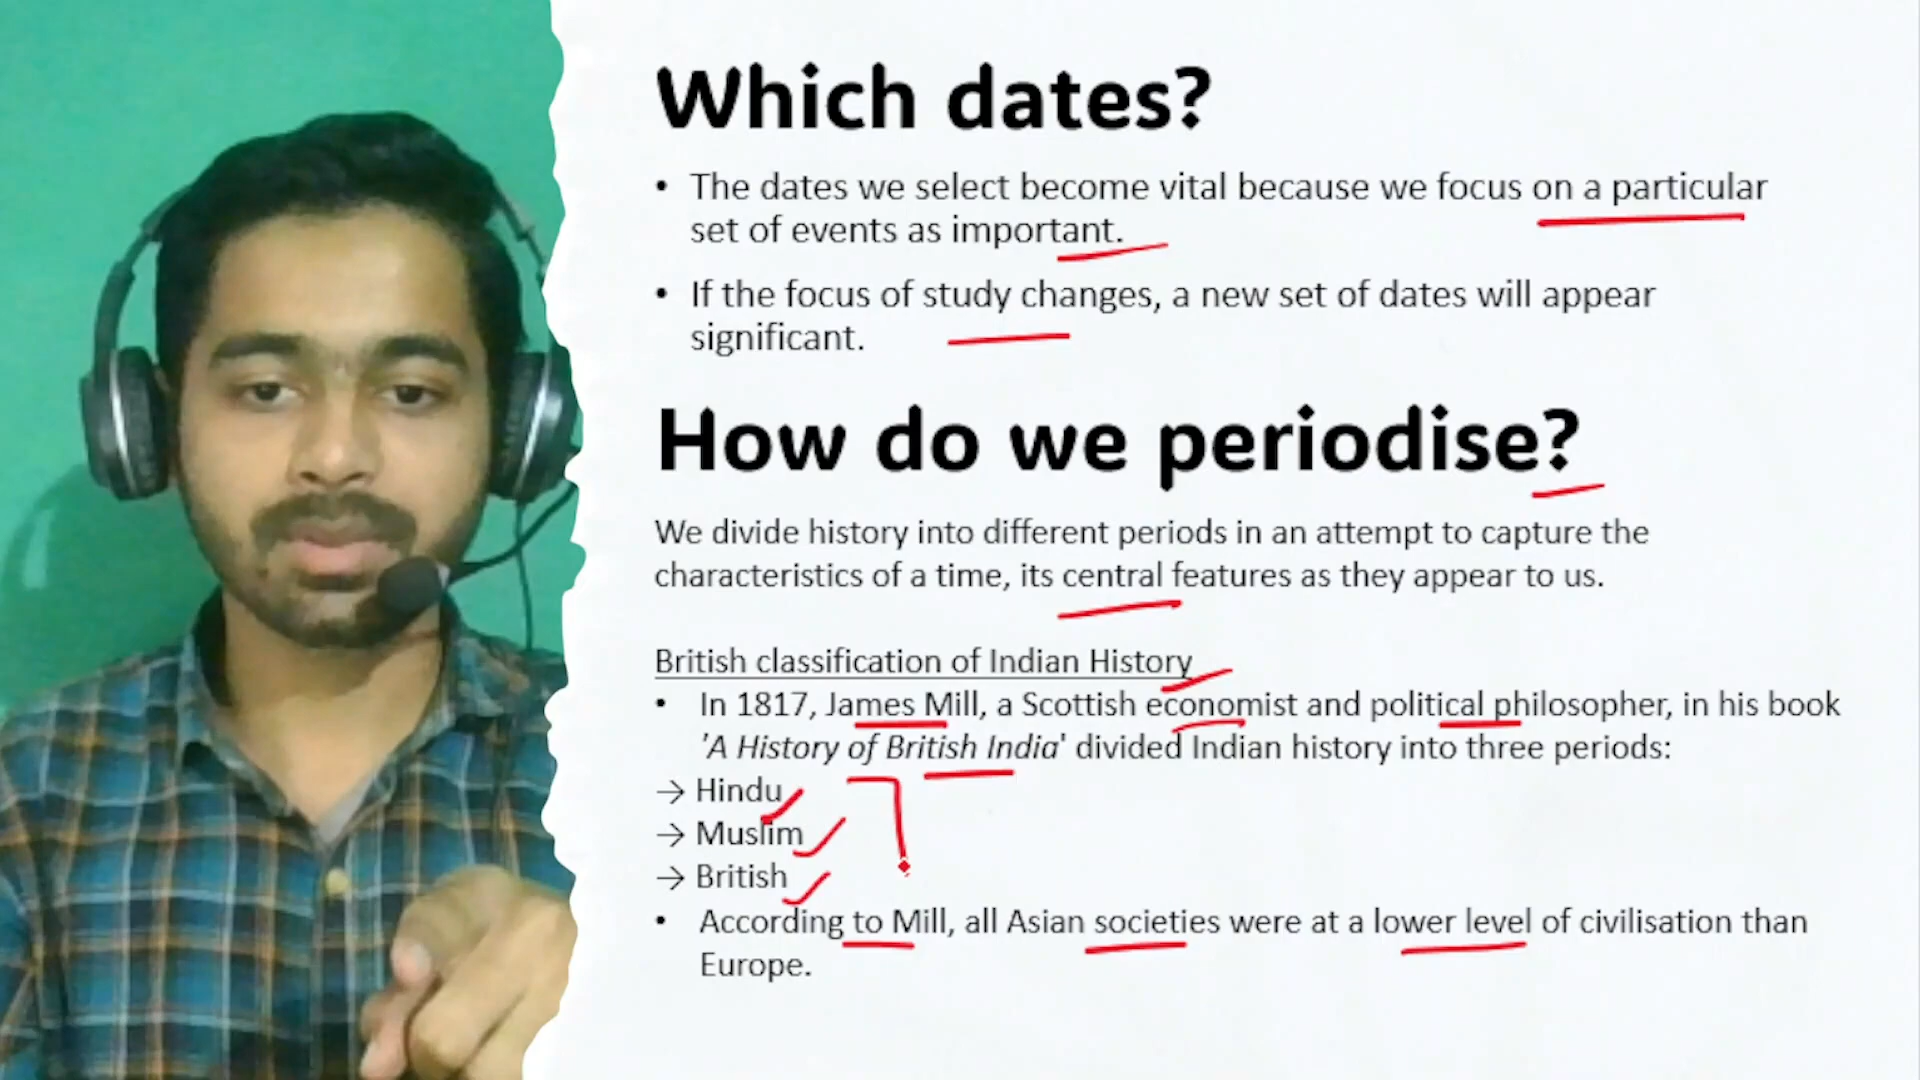 Which dates?
• The dates we select become vital because we focus on a particular
set of events as important.
• If the focus of study changes, a new set of dates will appear
significant.
How do we periodise?
We divide history into different periods in an attempt to capture the
characteristics of a time, its central features as they appear to us.
British classification of Indian History
• In 1817, James Mill, a Scottish economist and political philosopher, in his book
'A History of British India' divided Indian history into three periods:
→ Hindu
→ Muslim
→ British
• According to Mill, all Asian societies were at a lower level of civilisation than
Europe.